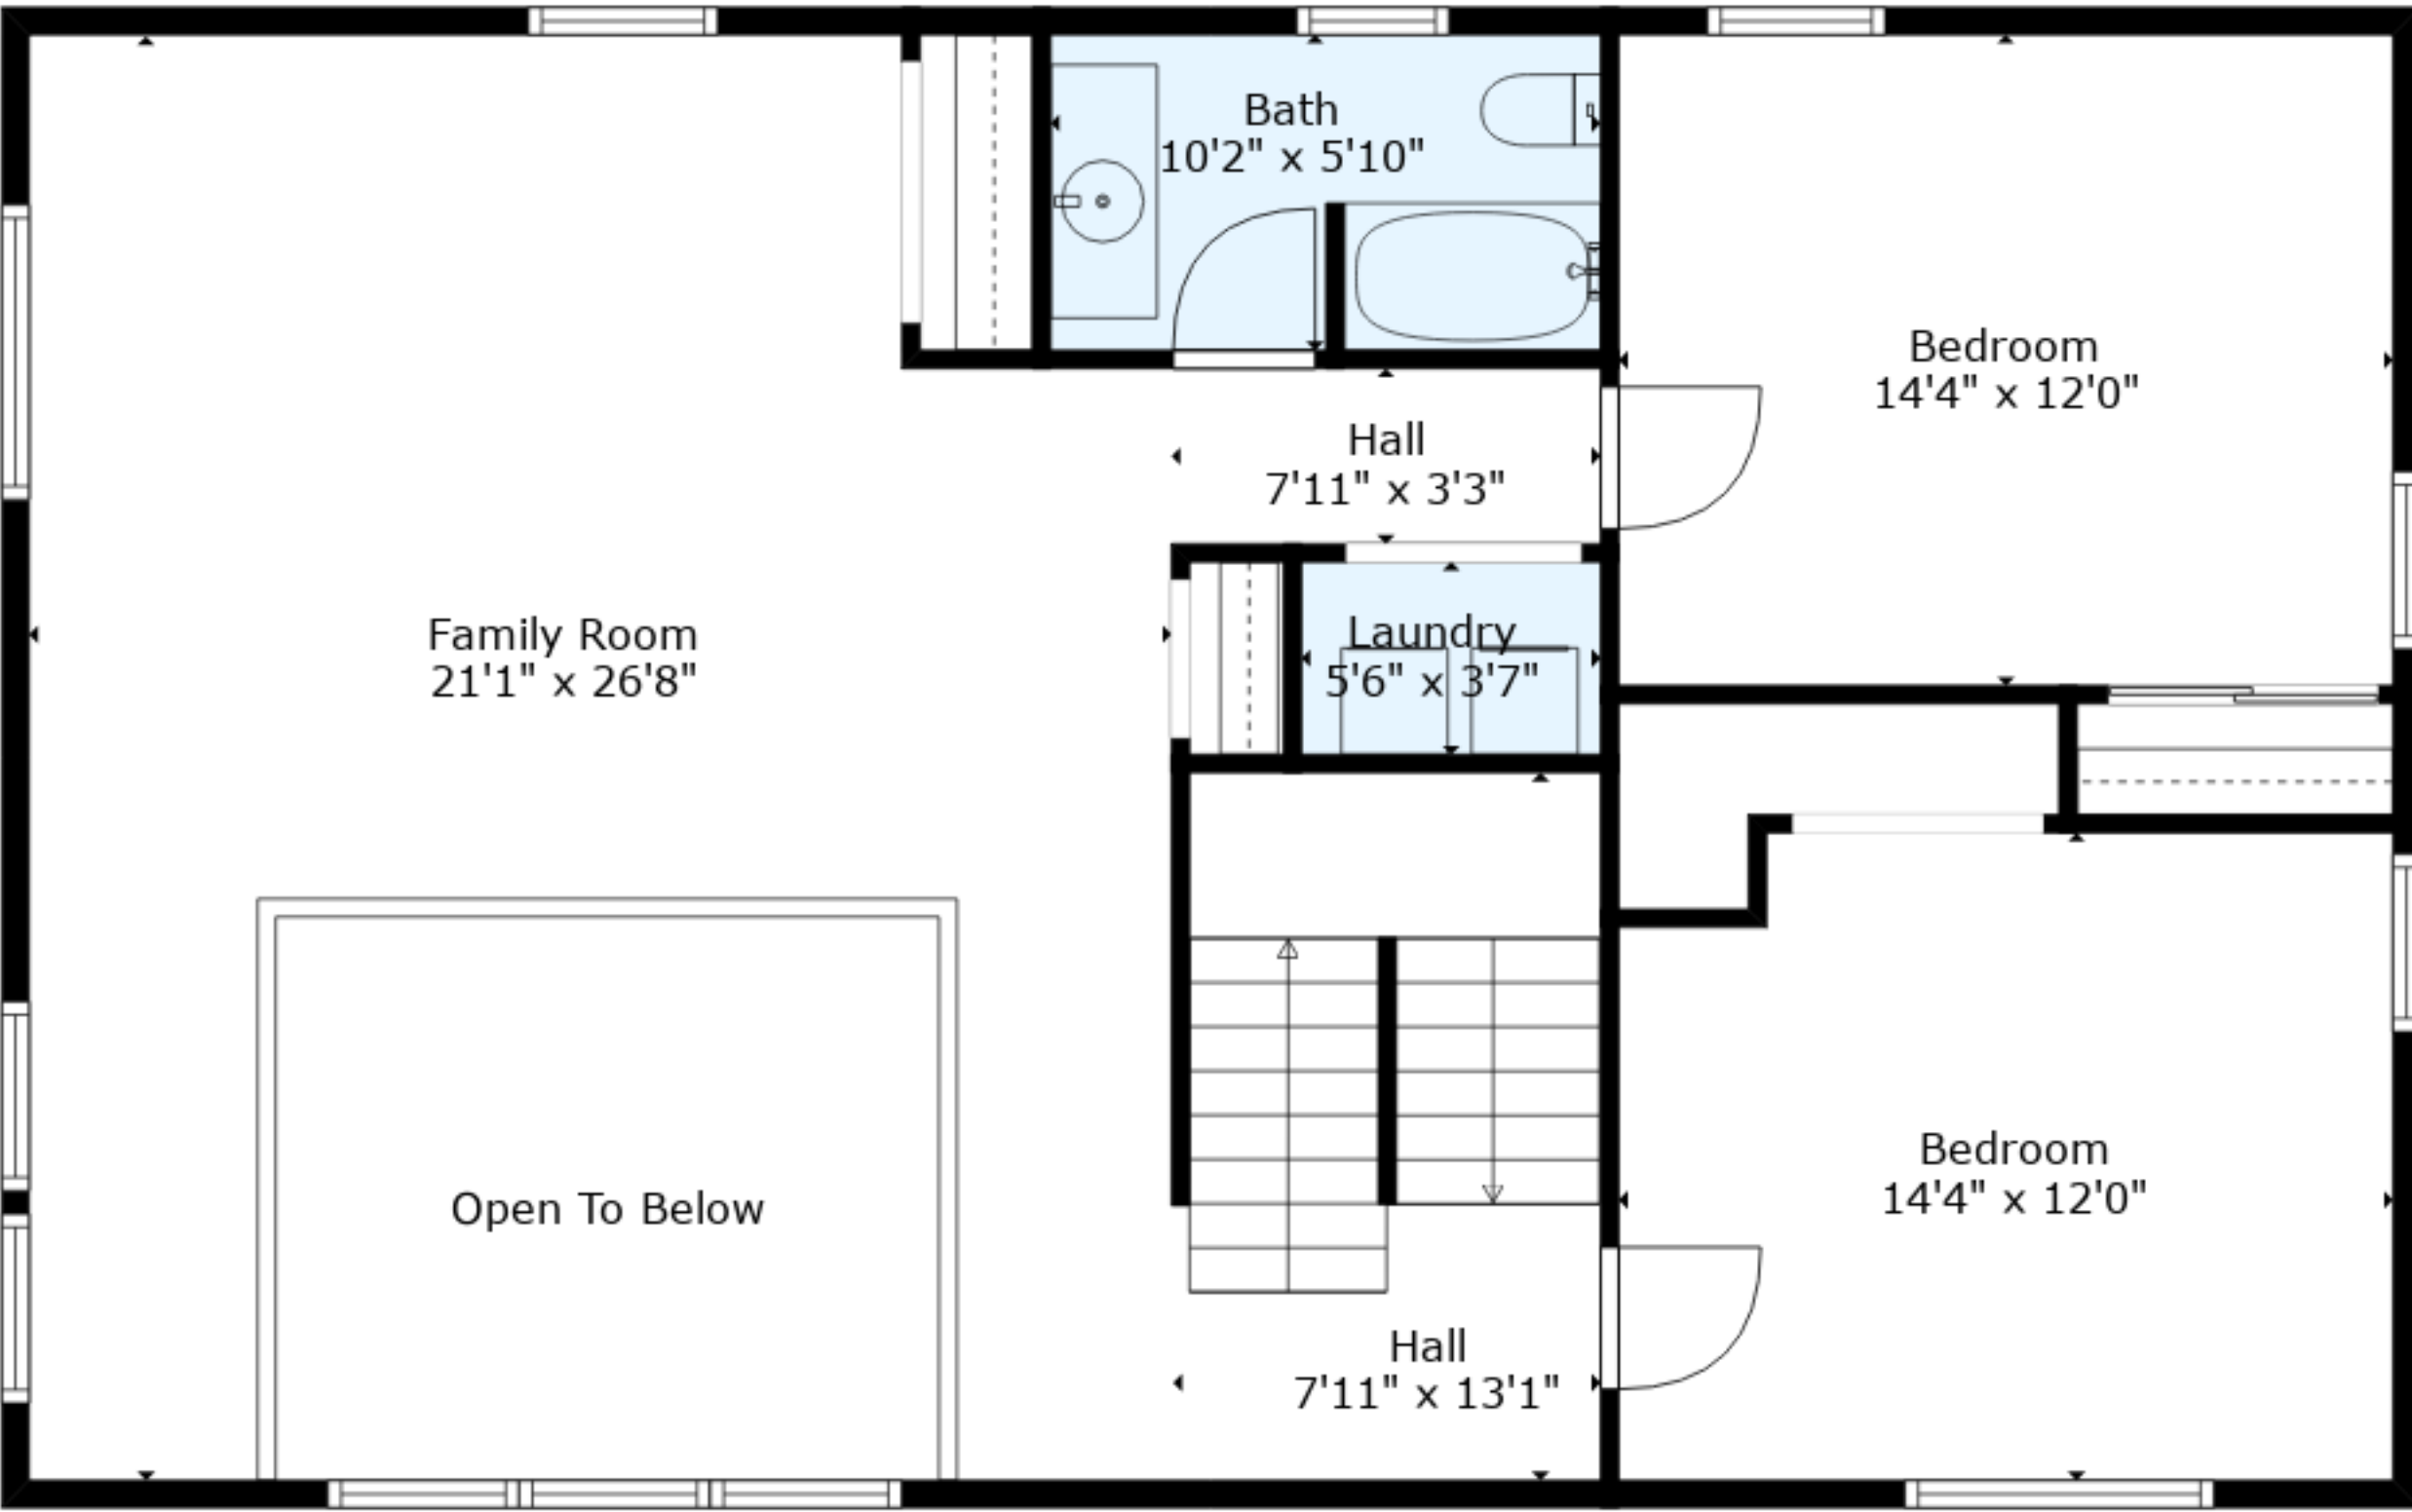 Bath
10'2" x 5'10"
Bedroom
14'4" x 12'0"
Hall
7'11" x 3'3"
Family Room
21'1" x 26'8"
Laundry
5'6" x 3'7"
Bedroom
14'4" x 12'0"
Open To Below
Hall
7'11" x 13'1"